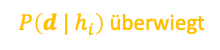 P(d | hᵢ) überwiegt